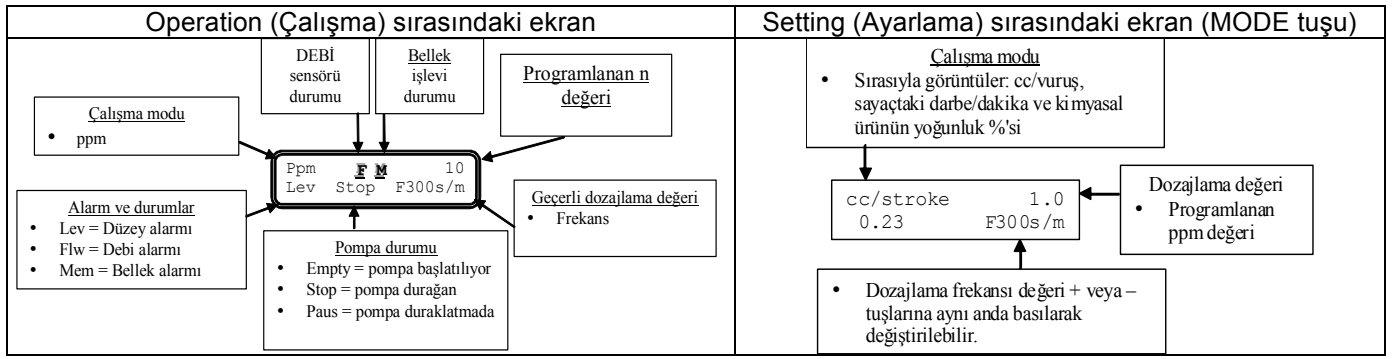 Operation (Çalışma) sırasındaki ekran
DEBİ
sensörü
durumu
Bellek
işlevi
durumu
Programlanan n
değeri
Çalışma modu
• ppm
Ppm F M 10
Lev Stop F300s/m
Alarm ve durumlar
• Lev = Düzey alarmı
• Flw = Debi alarmı
• Mem = Bellek alarmı
Pompa durumu
• Empty = pompa başlatılıyor
• Stop = pompa durağan
• Paus = pompa duraklatmada
Geçerli dozajlama değeri
• Frekans
Setting (Ayarlama) sırasındaki ekran (MODE tuşu)
Çalışma modu
• Sırasıyla görüntüler: cc/vuruş,
sayaçtaki darbe/dakika ve kimyasal
ürünün yoğunluk %'si
cc/stroke 1.0
0.23 F300s/m
Dozajlama değeri
• Programlanan
ppm değeri
• Dozajlama frekansı değeri + veya –
tuşlarına aynı anda basılarak
değiştirilebilir.